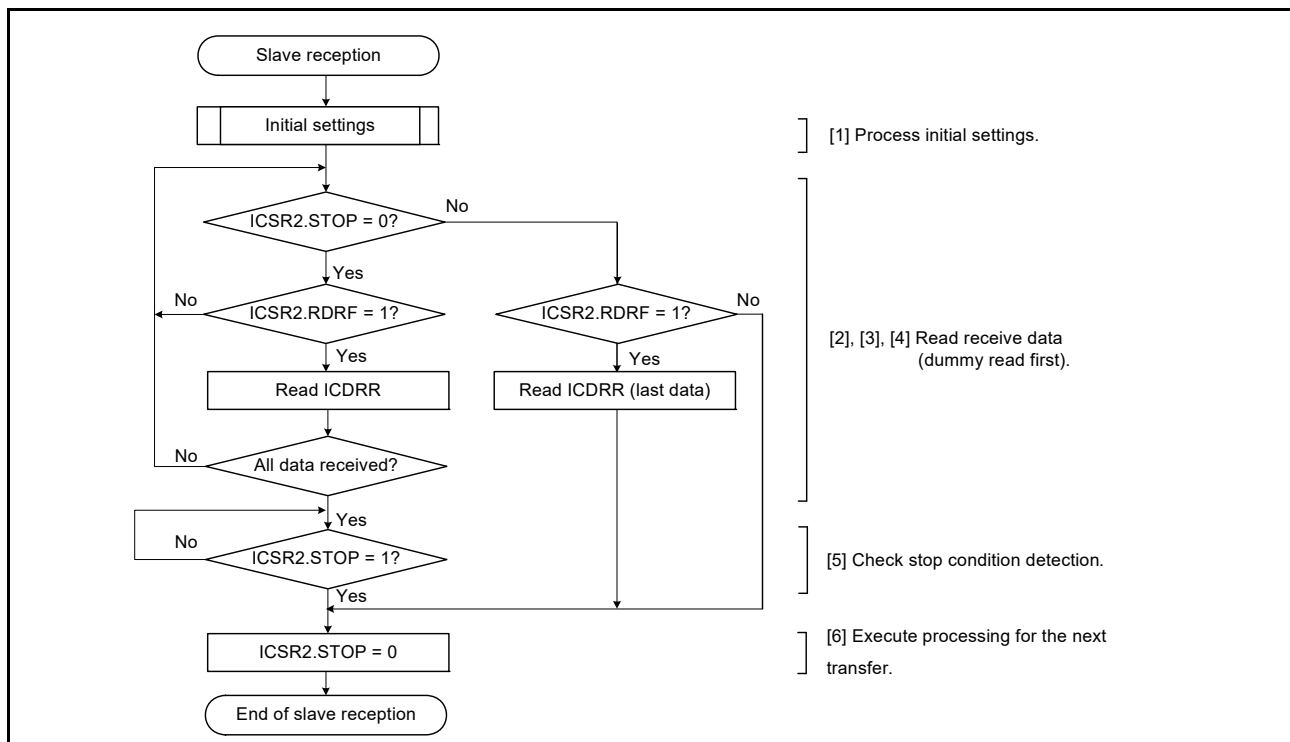 Slave reception
Initial settings
[1] Process initial settings.
ICSR2.STOP = 0?
No
Yes
No
ICSR2.RDRF = 1?
ICSR2.RDRF = 1?
No
[2], [3], [4] Read receive data
(dummy read first).
Yes
Yes
Read ICDRR
Read ICDRR (last data)
No
All data received?
Yes
No
ICSR2.STOP = 1?
[5] Check stop condition detection.
Yes
ICSR2.STOP = 0
[6] Execute processing for the next
transfer.
End of slave reception